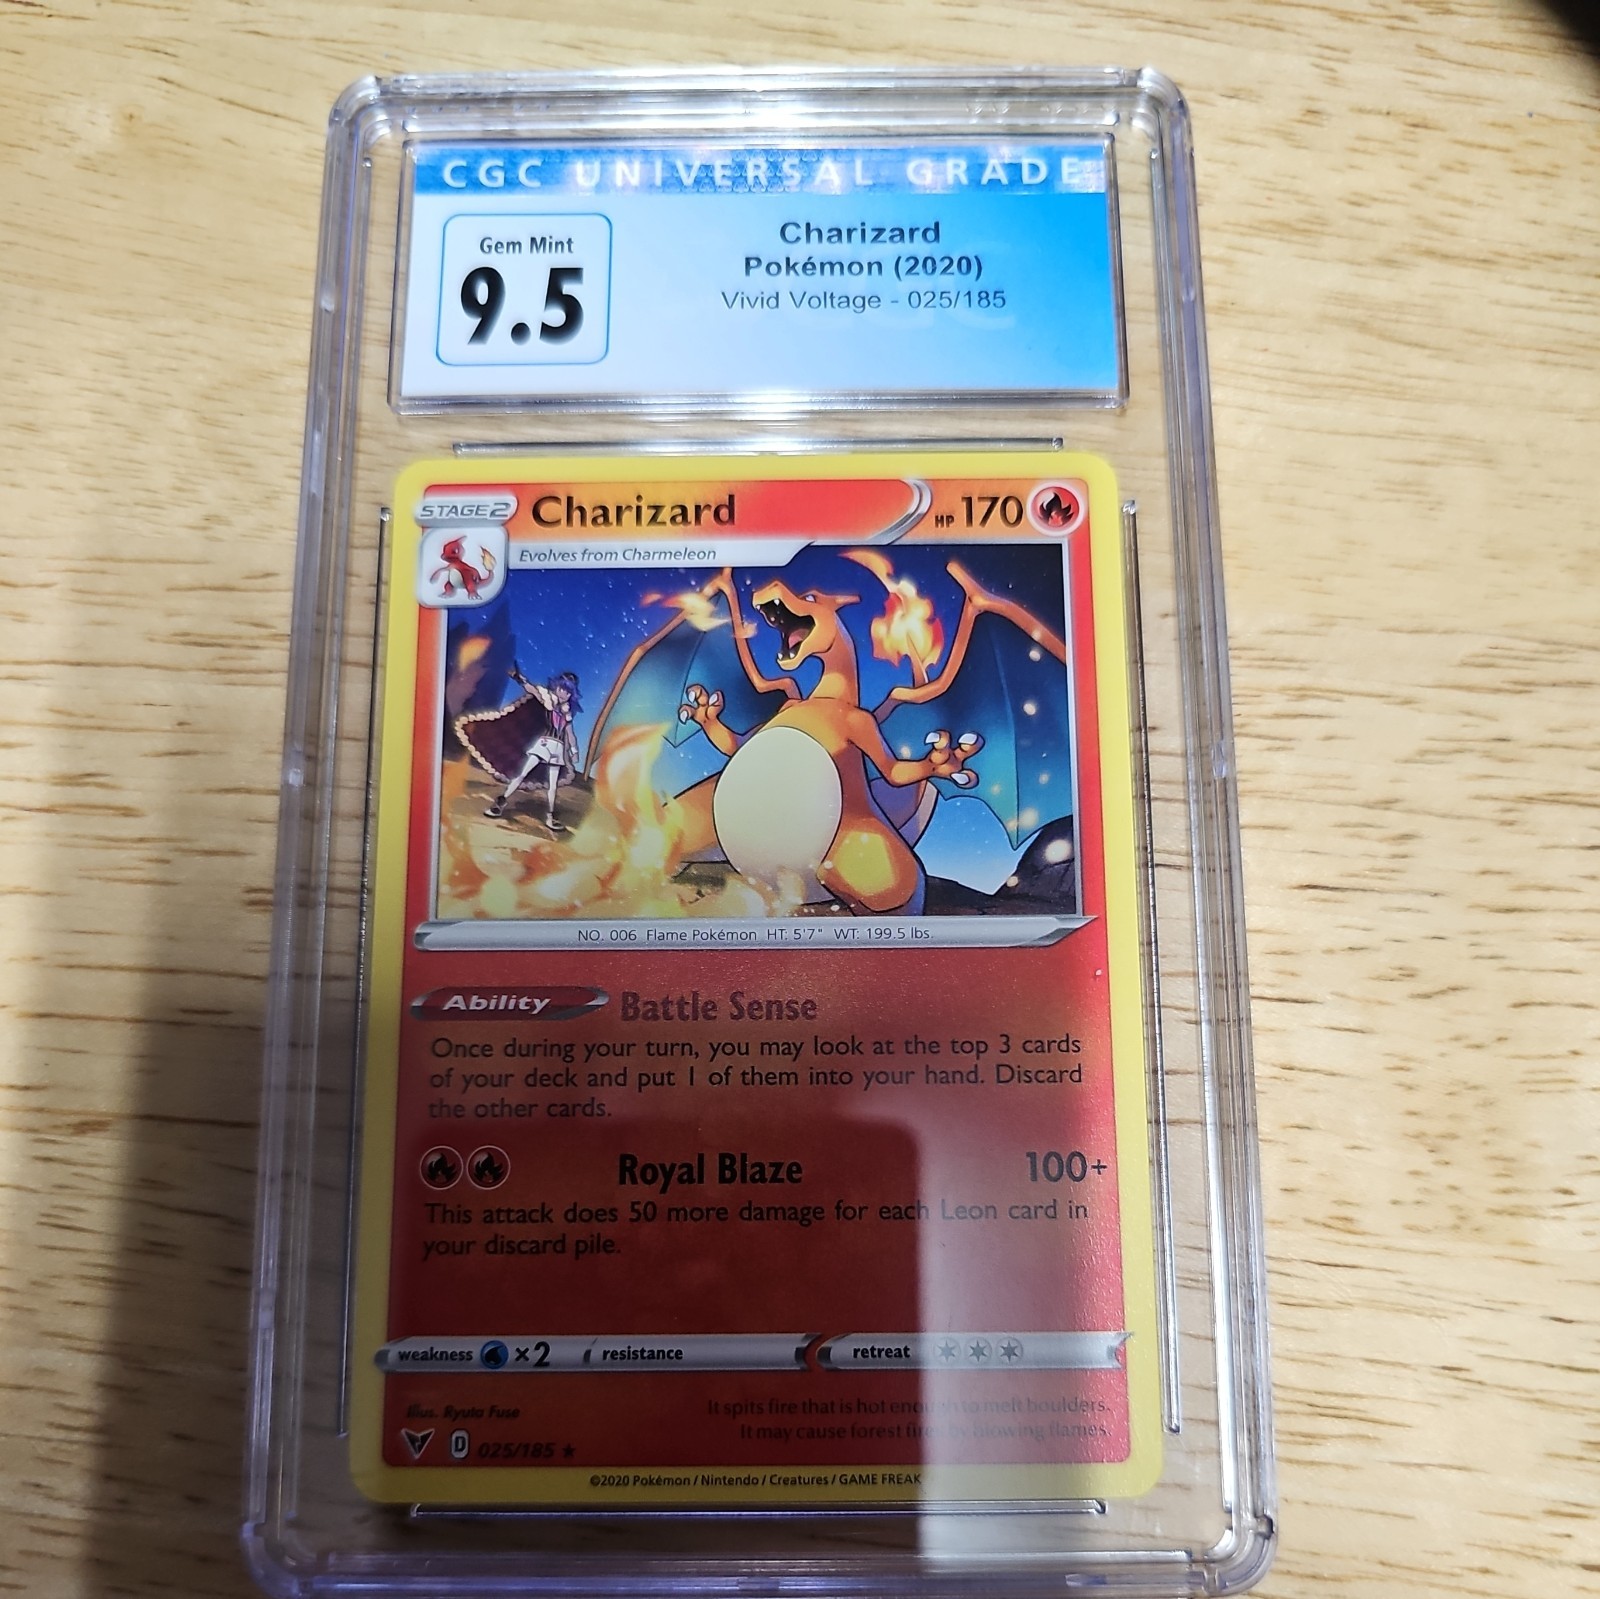 CGC UNIVERSAL GRADE
Gem Mint
9.5
Charizard
Pokémon (2020)
Vivid Voltage - 025/185
STAGE 2 Charizard HP 170
Evolves from Charmeleon
NO. 006 Flame Pokémon HT: 5'7" WT: 199.5 lbs.
Ability Battle Sense
Once during your turn, you may look at the top 3 cards
of your deck and put 1 of them into your hand. Discard
the other cards.
Royal Blaze 100+
This attack does 50 more damage for each Leon card in
your discard pile.
weakness ×2 resistance retreat
Illus. Ryuta Fuse
It spits fire that is hot enough to melt boulders.
It may cause forest fires by blowing flames.
D 025/185 ★
©2020 Pokémon / Nintendo / Creatures / GAME FREAK